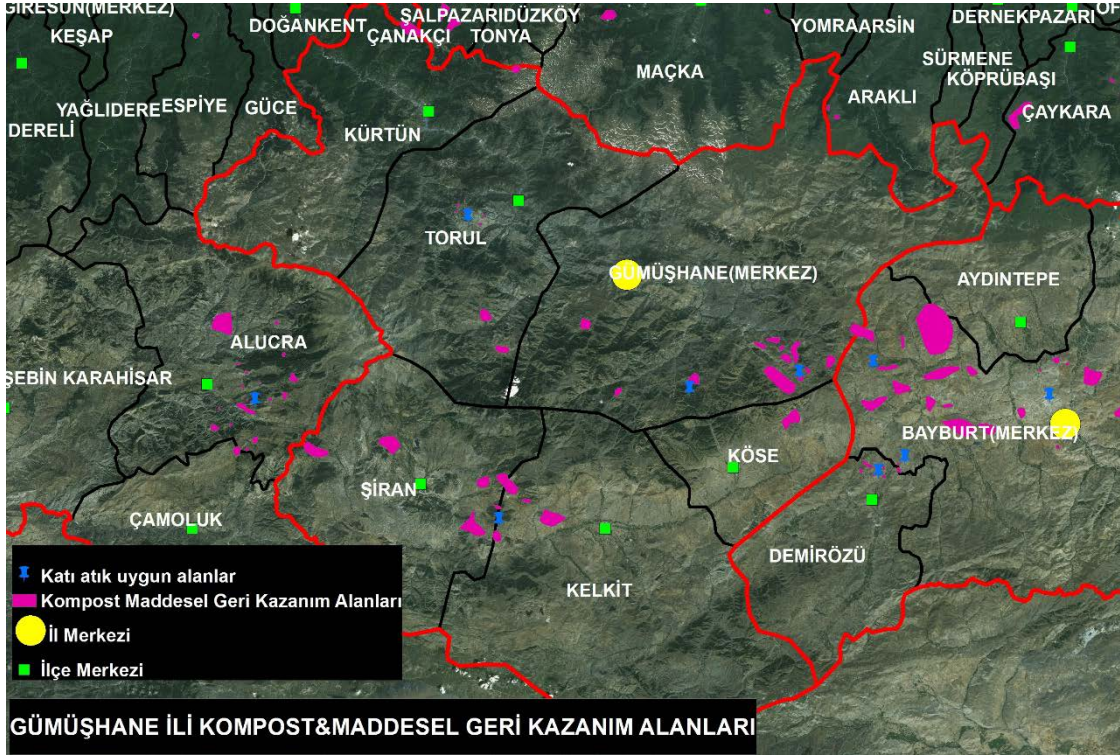 GİRESUN(MERKEZ)
KEŞAP
DOĞANKENT
ŞALPAZARI
DÜZKÖY
ÇANAKÇİ
TONYA
YOMRA
ARSİN
DERNEKPAZARI
OF
SÜRMENE
KÖPRÜBAŞI
MAÇKA
ARAKLI
ÇAYKARA
DERELİ
YAĞLIDERE
ESPİYE
GÜCE
KÜRTÜN
TORUL
GÜMÜŞHANE(MERKEZ)
AYDINTEPE
ALUCRA
ŞEBİN KARAHİSAR
BAYBURT(MERKEZ)
KÖSE
ŞİRAN
ÇAMOLUK
DEMİRÖZÜ
KELKİT
Katı atık uygun alanlar
Kompost Maddesel Geri Kazanım Alanları
İl Merkezi
İlçe Merkezi
GÜMÜŞHANE İLİ KOMPOST&MADDESEL GERİ KAZANIM ALANLARI